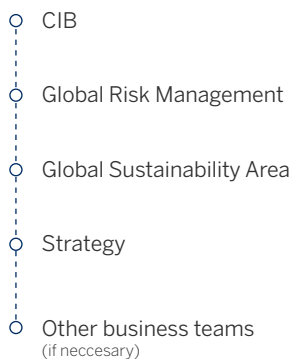 CIB
Global Risk Management
Global Sustainability Area
Strategy
Other business teams
(if neccesary)